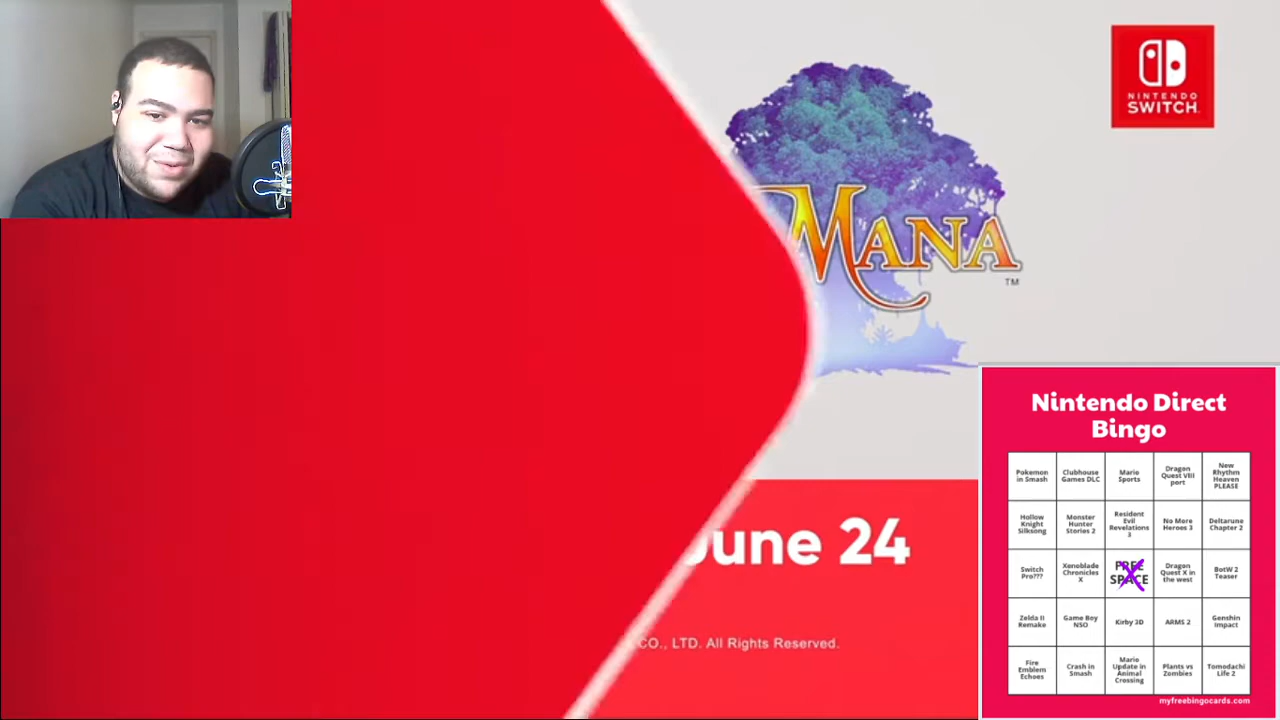 NINTENDO
SWITCH
MANA
TM
June 24
CO., LTD. All Rights Reserved.
Nintendo Direct
Bingo
Pokemon
in Smash
Clubhouse
Games DLC
Mario
Sports
Dragon
Quest VIII
port
New
Rhythm
Heaven
PLEASE
Hollow
Knight
Silksong
Monster
Hunter
Stories 2
Resident
Evil
Revelations
3
No More
Heroes 3
Deltarune
Chapter 2
Switch
Pro???
Xenoblade
Chronicles
X
FREE
SPACE
Dragon
Quest X in
the west
BotW 2
Teaser
Zelda II
Remake
Game Boy
NSO
Kirby 3D
ARMS 2
Genshin
Impact
Fire
Emblem
Echoes
Crash in
Smash
Mario
Update in
Animal
Crossing
Plants vs
Zombies
Tomodachi
Life 2
myfreebingocards.com